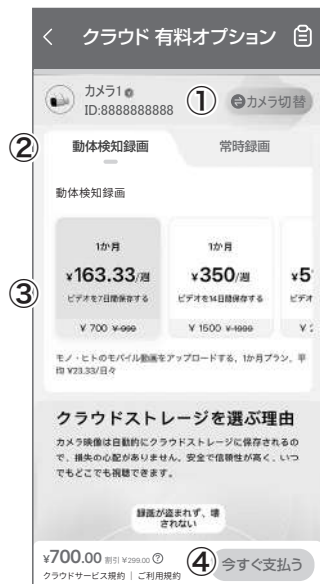 クラウド 有料オプション
カメラ1
ID:8888888888
①
カメラ切替
②
動体検知録画
常時録画
動体検知録画
③
1か月
¥163.33/週
ビデオを7日間保存する
¥ 700 ¥ 999
1か月
¥350/週
ビデオを14日間保存する
¥ 1500 ¥ 1999
¥5
ビデオ
¥
モノ・ヒトのモバイル動画をアップロードする、1か月プラン、平
均 ¥23.33/日々
クラウドストレージを選ぶ理由
カメラ映像は自動的にクラウドストレージに保存されるの
で、損失の心配がありません。安全で信頼性が高く、いつ
でもどこでも視聴できます。
録画が盗まれず、壊
されない
¥700.00 割引 ¥299.00 ?
④
今すぐ支払う
クラウドサービス規約 | ご利用規約